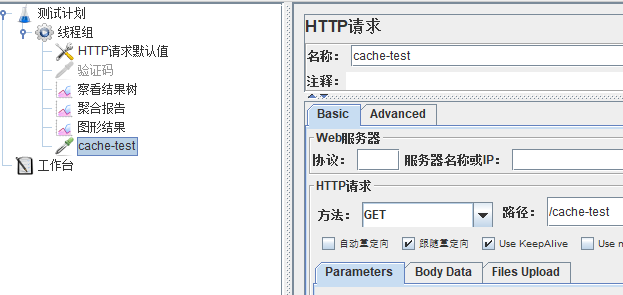 测试计划
线程组
HTTP请求默认值
验证码
察看结果树
聚合报告
图形结果
cache-test
工作台
HTTP请求
名称： cache-test
注释：
Basic Advanced
Web服务器
协议： 服务器名称或IP：
HTTP请求
方法： GET 路径： /cache-test
自动重定向 跟随重定向 Use KeepAlive Use
Parameters Body Data Files Upload